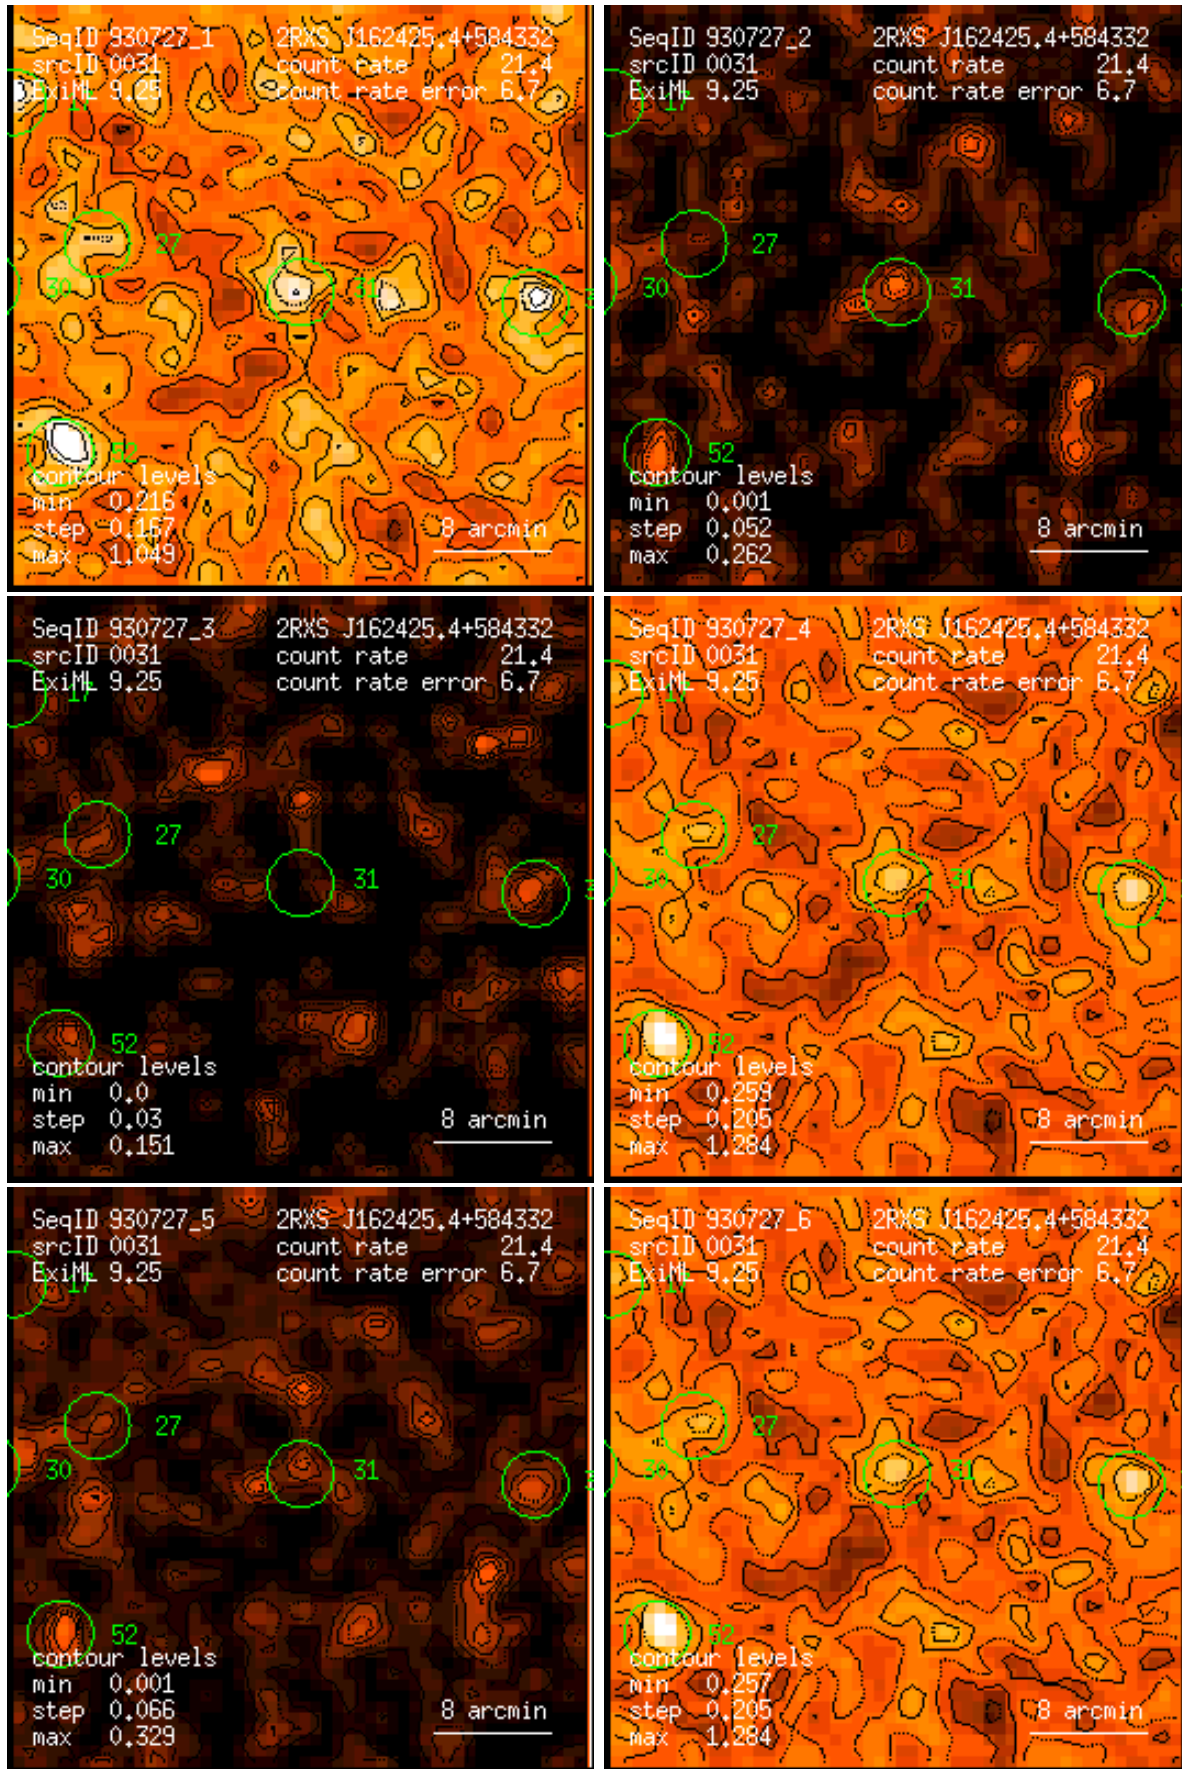 SeqID 930727_1 2RXS J162425.4+584332
srcID 0031 count rate 21.4
ExiML 9.25 count rate error 6.7
17
27
30 31
52
contour levels
min 0.216
step 0.167 8 arcmin
max 1.049
SeqID 930727_2 2RXS J162425.4+584332
srcID 0031 count rate 21.4
ExiML 9.25 count rate error 6.7
17
27
30 31
52
contour levels
min 0.001
step 0.052 8 arcmin
max 0.262
SeqID 930727_3 2RXS J162425.4+584332
srcID 0031 count rate 21.4
ExiML 9.25 count rate error 6.7
17
27
30 31
52
contour levels
min 0.0
step 0.03 8 arcmin
max 0.151
SeqID 930727_4 2RXS J162425.4+584332
srcID 0031 count rate 21.4
ExiML 9.25 count rate error 6.7
17
27
30 31
52
contour levels
min 0.259
step 0.205 8 arcmin
max 1.284
SeqID 930727_5 2RXS J162425.4+584332
srcID 0031 count rate 21.4
ExiML 9.25 count rate error 6.7
17
27
30 31
52
contour levels
min 0.001
step 0.066 8 arcmin
max 0.329
SeqID 930727_6 2RXS J162425.4+584332
srcID 0031 count rate 21.4
ExiML 9.25 count rate error 6.7
17
27
30 31
52
contour levels
min 0.257
step 0.205 8 arcmin
max 1.284